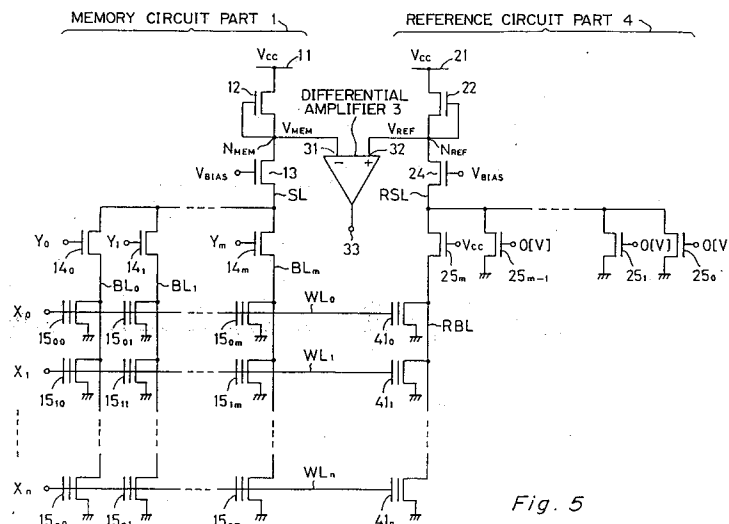 MEMORY CIRCUIT PART 1 REFERENCE CIRCUIT PART 4
Vcc 11 Vcc 21
12 DIFFERENTIAL 22
AMPLIFIER 3
VMEM VREF
NMEM 31 32 NREF
- +
VBIAS 13 24 VBIAS
SL RSL
33
Y0 Y1 Ym Vcc O[V] O[V] O[V
140 141 14m 25m 25m-1 251 250
BL0 BL1 BLm
X0 WL0
1500 1501 150m 410 RBL
X1 WL1
1510 1511 151m 411
Xn WLn
Fig. 5